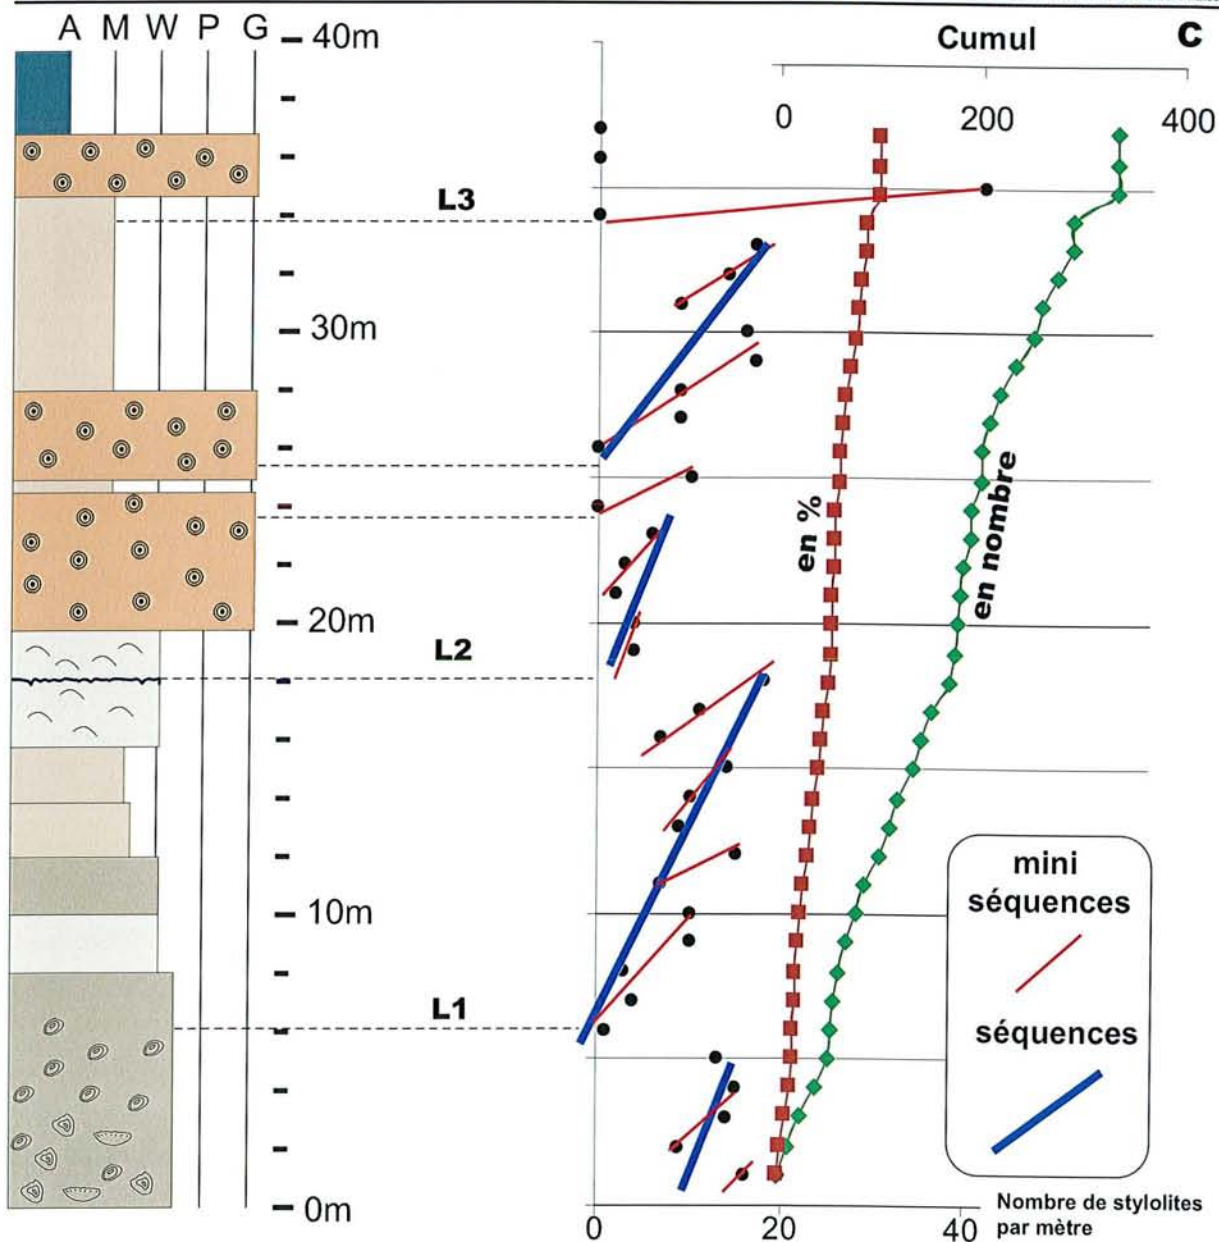 A M W P G
40m
Cumul
C
0 200 400
L3
30m
en %
en nombre
20m
L2
mini
séquences
10m
séquences
L1
0m
0 20 40
Nombre de stylolites
par mètre